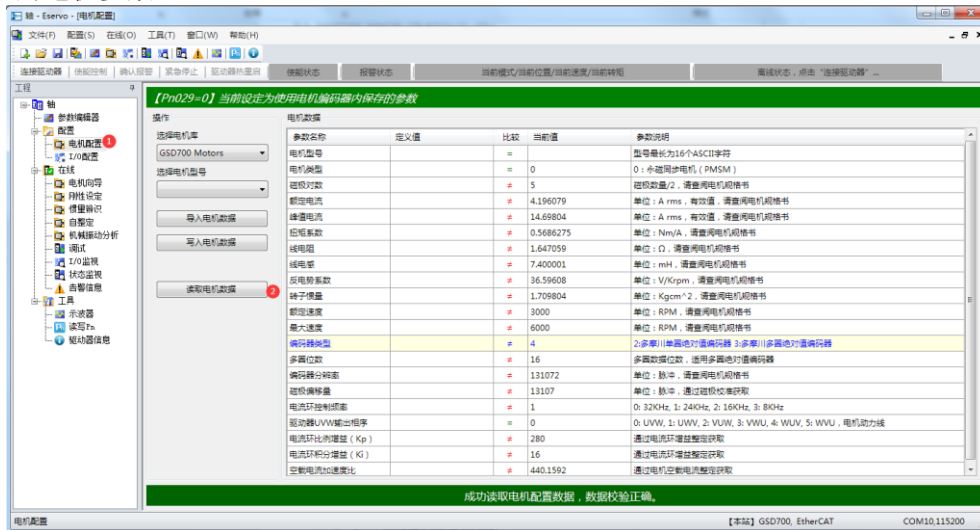 轴 - Eservo - [电机配置]
文件(F) 配置(S) 在线(O) 工具(T) 窗口(W) 帮助(H)
连接驱动器 使能控制 确认报警 紧急停止 驱动器热重启 使能状态 报警状态 当前模式/当前位置/当前速度/当前转矩 离线状态，点击 "连接驱动器" ...
工程
轴
参数编辑器
配置
电机配置 1
I/O配置
在线
电机向导
刚性设定
惯量辨识
自整定
机械振动分析
调试
I/O监视
状态监视
告警信息
工具
示波器
读写Pn
驱动器信息
【Pn029=0】当前设定为使用电机编码器内保存的参数
操作
选择电机库
GSD700 Motors
选择电机型号
导入电机数据
写入电机数据
读取电机数据 2
电机数据
参数名称 定义值 比较 当前值 参数说明
电机型号 = 型号最长为16个ASCII字符
电机类型 = 0 0：永磁同步电机（PMSM）
磁极对数 ≠ 5 磁极数量/2，请查阅电机规格书
额定电流 ≠ 4.196079 单位：A rms，有效值，请查阅电机规格书
峰值电流 ≠ 14.69804 单位：A rms，有效值，请查阅电机规格书
扭矩系数 ≠ 0.5686275 单位：Nm/A，请查阅电机规格书
线电阻 ≠ 1.647059 单位：Ω，请查阅电机规格书
线电感 ≠ 7.400001 单位：mH，请查阅电机规格书
反电势系数 ≠ 36.59608 单位：V/Krpm，请查阅电机规格书
转子惯量 ≠ 1.709804 单位：Kgcm^2，请查阅电机规格书
额定速度 ≠ 3000 单位：RPM，请查阅电机规格书
最大速度 ≠ 6000 单位：RPM，请查阅电机规格书
编码器类型 ≠ 4 2:多摩川单圈绝对值编码器 3:多摩川多圈绝对值编码器
多圈位数 ≠ 16 多圈数据位数，适用多圈绝对值编码器
编码器分辨率 ≠ 131072 单位：脉冲，请查阅电机规格书
磁极偏移量 ≠ 13107 单位：脉冲，通过磁极校准获取
电流环控制频率 ≠ 1 0: 32KHz, 1: 24KHz, 2: 16KHz, 3: 8KHz
驱动器UVW输出相序 = 0 0: UVW, 1: UWV, 2: VUW, 3: VWU, 4: WUV, 5: WVU，电机动力线
电流环比例增益（Kp） ≠ 280 通过电流环增益整定获取
电流环积分增益（Ki） ≠ 16 通过电流环增益整定获取
空载电流加速度比 ≠ 440.1592 通过电机空载电流整定获取
成功读取电机配置数据，数据校验正确。
电机配置 【本站】GSD700, EtherCAT COM10,115200